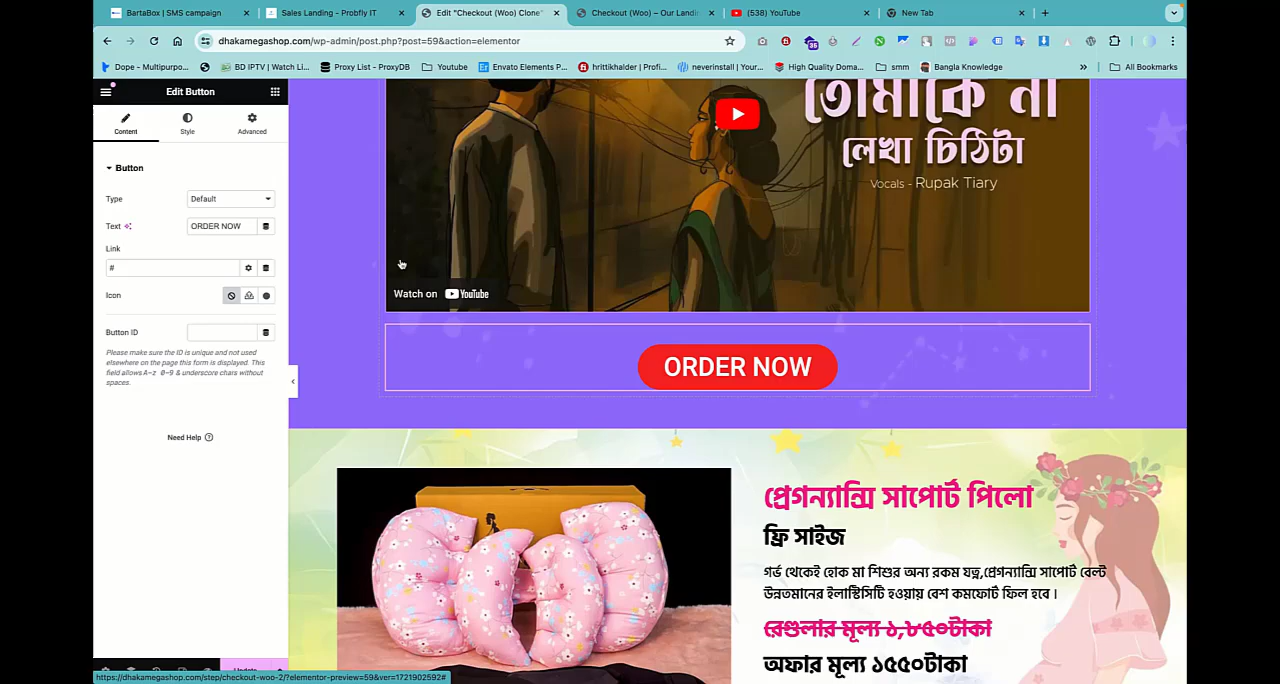 BartaBox | SMS campaign
Sales Landing - Probfly IT
Edit "Checkout (Woo) Clone"
Checkout (Woo) – Our Landin
(538) YouTube
New Tab
dhakamegashop.com/wp-admin/post.php?post=59&action=elementor
35
Dope - Multipurpo...
BD IPTV | Watch Li...
Proxy List - ProxyDB
Youtube
Envato Elements P...
hrittikhalder | Profi...
neverinstall | Your...
High Quality Doma...
smm
Bangla Knowledge
»
All Bookmarks
Edit Button
Content
Style
Advanced
Button
Type
Default
Text
ORDER NOW
Link
#
Icon
Button ID
Please make sure the ID is unique and not used
elsewhere on the page this form is displayed. This
field allows A-z 0-9 & underscore chars without
spaces.
Need Help
Update
https://dhakamegashop.com/step/checkout-woo-2/?elementor-preview=59&ver=1721902592#
তোমাকে না
লেখা চিঠিটা
Vocals - Rupak Tiary
Watch on YouTube
ORDER NOW
প্রেগন্যান্সি সাপোর্ট পিলো
ফ্রি সাইজ
গর্ভ থেকেই হোক মা শিশুর অন্য রকম যত্ন,প্রেগন্যান্সি সাপোর্ট বেল্ট
উন্নতমানের ইলাস্টিসিটি হওয়ায় বেশ কমফোর্ট ফিল হবে ।
রেগুলার মূল্য ১,৮৫০টাকা
অফার মূল্য ১৫৫০টাকা